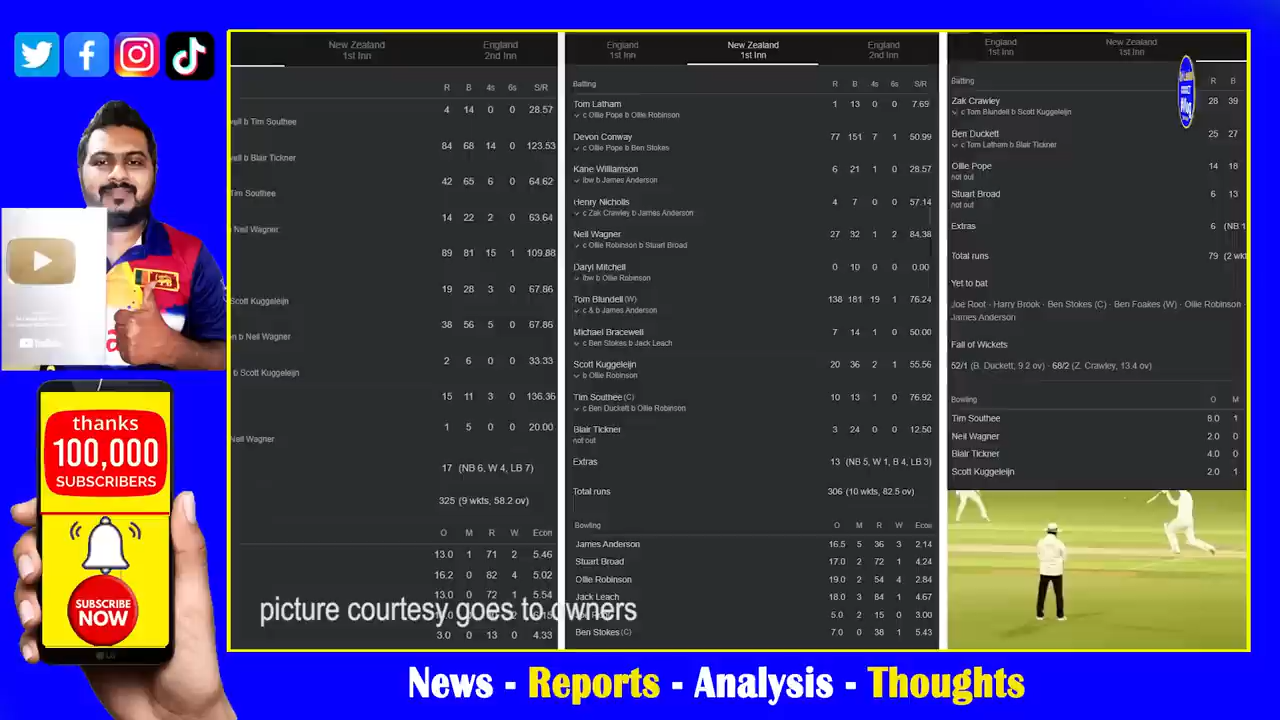 New Zealand
1st Inn
England
2nd Inn
R B 4s 6s S/R
4 14 0 0 28.57
vell b Tim Southee
84 68 14 0 123.53
vell b Blair Tickner
42 65 6 0 64.62
Tim Southee
14 22 2 0 63.64
Neil Wagner
89 81 15 1 109.88
19 28 3 0 67.86
Scott Kuggeleijn
38 56 5 0 67.86
n b Neil Wagner
2 6 0 0 33.33
b Scott Kuggeleijn
15 11 3 0 136.36
1 5 0 0 20.00
Neil Wagner
17 (NB 6, W 4, LB 7)
325 (9 wkts, 58.2 ov)
O M R W Econ
13.0 1 71 2 5.46
16.2 0 82 4 5.02
13.0 0 72 1 5.54
3.0 0 13 0 4.33
England
1st Inn
New Zealand
1st Inn
England
2nd Inn
Batting R B 4s 6s S/R
Tom Latham 1 13 0 0 7.69
c Ollie Pope b Ollie Robinson
Devon Conway 77 151 7 1 50.99
c Ollie Pope b Ben Stokes
Kane Williamson 6 21 1 0 28.57
lbw b James Anderson
Henry Nicholls 4 7 0 0 57.14
c Zak Crawley b James Anderson
Neil Wagner 27 32 1 2 84.38
c Ollie Robinson b Stuart Broad
Daryl Mitchell 0 10 0 0 0.00
lbw b Ollie Robinson
Tom Blundell (W) 138 181 19 1 76.24
c & b James Anderson
Michael Bracewell 7 14 1 0 50.00
c Ben Stokes b Jack Leach
Scott Kuggeleijn 20 36 2 1 55.56
b Ollie Robinson
Tim Southee (C) 10 13 1 0 76.92
c Ben Duckett b Ollie Robinson
Blair Tickner 3 24 0 0 12.50
not out
Extras 13 (NB 5, W 1, B 4, LB 3)
Total runs 306 (10 wkts, 82.5 ov)
Bowling O M R W Econ
James Anderson 16.5 5 36 3 2.14
Stuart Broad 17.0 2 72 1 4.24
Ollie Robinson 19.0 2 54 4 2.84
Jack Leach 18.0 3 84 1 4.67
5.0 2 15 0 3.00
Ben Stokes (C) 7.0 0 38 1 5.43
England
1st Inn
New Zealand
1st Inn
Batting R B
Zak Crawley 28 39
c Tom Blundell b Scott Kuggeleijn
Ben Duckett 25 27
c Tom Latham b Blair Tickner
Ollie Pope 14 18
not out
Stuart Broad 6 13
not out
Extras 6 (NB 1
Total runs 79 (2 wkt
Yet to bat
Joe Root · Harry Brook · Ben Stokes (C) · Ben Foakes (W) · Ollie Robinson ·
James Anderson
Fall of Wickets
52/1 (B. Duckett, 9.2 ov) · 68/2 (Z. Crawley, 13.4 ov)
Bowling O M
Tim Southee 8.0 1
Neil Wagner 2.0 0
Blair Tickner 4.0 0
Scott Kuggeleijn 2.0 1
picture courtesy goes to owners
thanks
100,000
SUBSCRIBERS
SUBSCRIBE
NOW
LG
News - Reports - Analysis - Thoughts